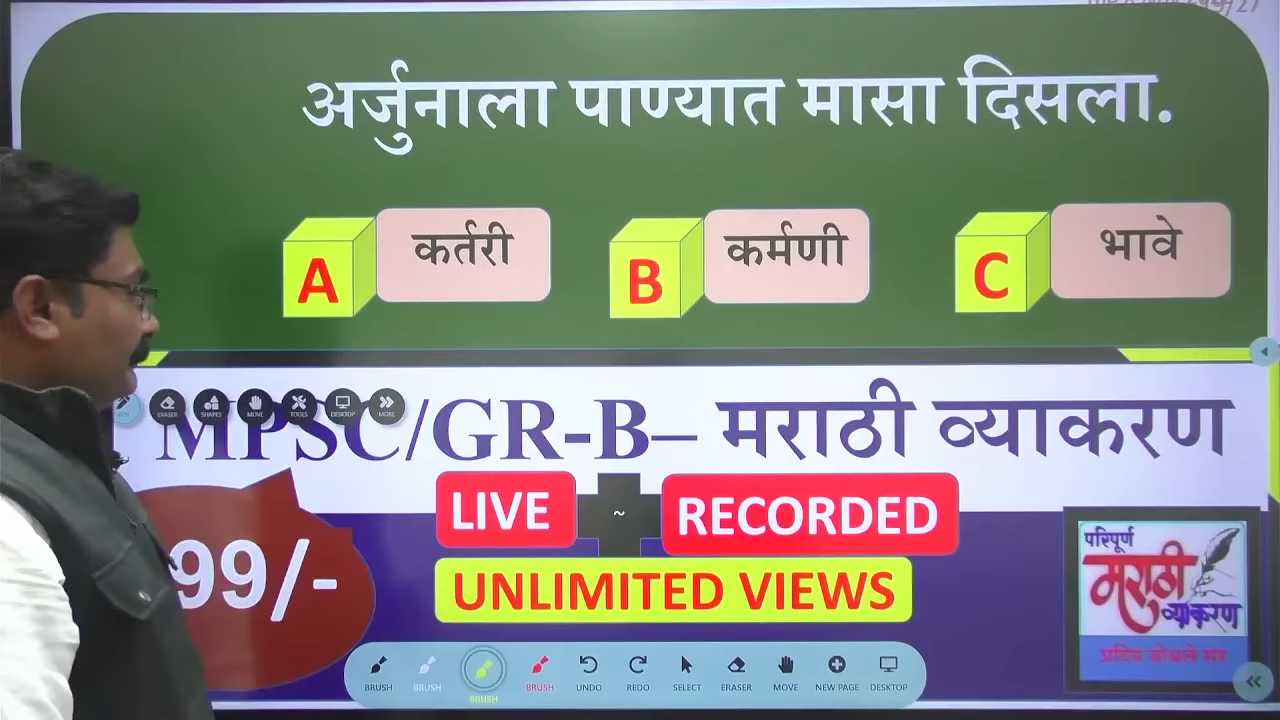 अर्जुनाला पाण्यात मासा दिसला.
A कर्तरी B कर्मणी C भावे
ERASER SHAPES MOVE TOOLS DESKTOP MORE
MPSC/GR-B– मराठी व्याकरण
LIVE ~ RECORDED
99/-
UNLIMITED VIEWS
परिपूर्ण
मराठी
व्याकरण
BRUSH BRUSH BRUSH BRUSH UNDO REDO SELECT ERASER MOVE NEW PAGE DESKTOP